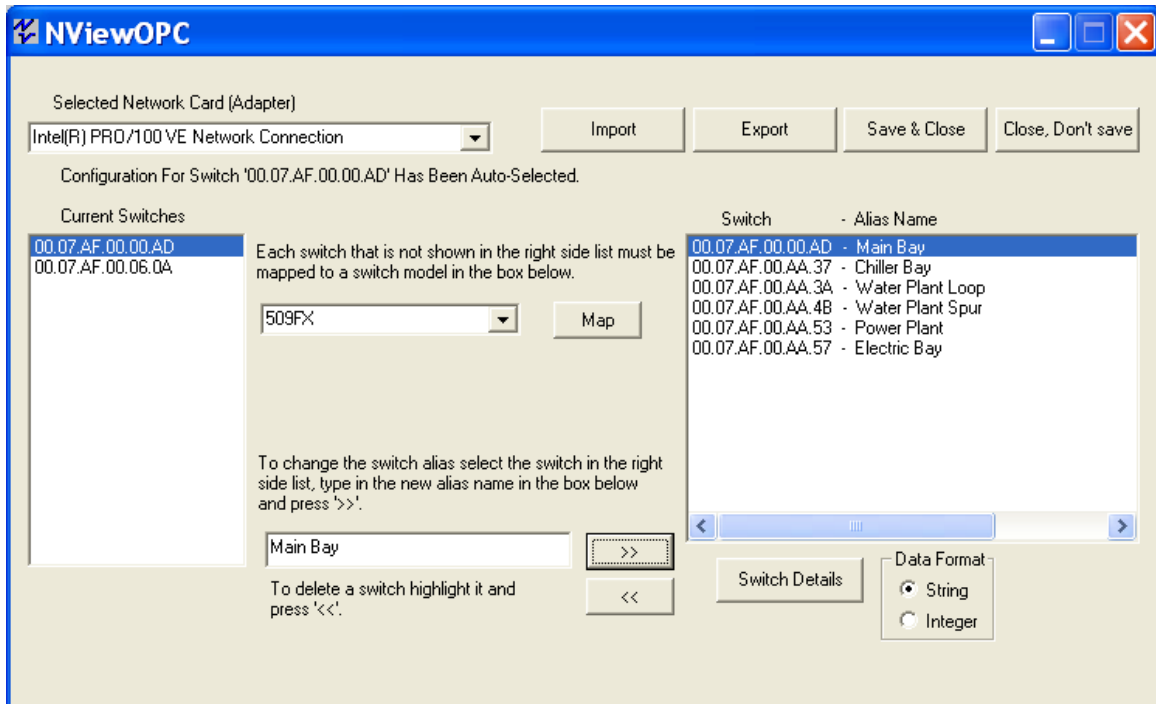 NViewOPC
Selected Network Card (Adapter)
Intel(R) PRO/100 VE Network Connection
Import
Export
Save & Close
Close, Don't save
Configuration For Switch '00.07.AF.00.00.AD' Has Been Auto-Selected.
Current Switches
00.07.AF.00.00.AD
00.07.AF.00.06.0A
Each switch that is not shown in the right side list must be
mapped to a switch model in the box below.
509FX
Map
To change the switch alias select the switch in the right
side list, type in the new alias name in the box below
and press '>>'.
Main Bay
>>
To delete a switch highlight it and
press '<<'.
<<
Switch - Alias Name
00.07.AF.00.00.AD - Main Bay
00.07.AF.00.AA.37 - Chiller Bay
00.07.AF.00.AA.3A - Water Plant Loop
00.07.AF.00.AA.4B - Water Plant Spur
00.07.AF.00.AA.53 - Power Plant
00.07.AF.00.AA.57 - Electric Bay
Switch Details
Data Format
String
Integer